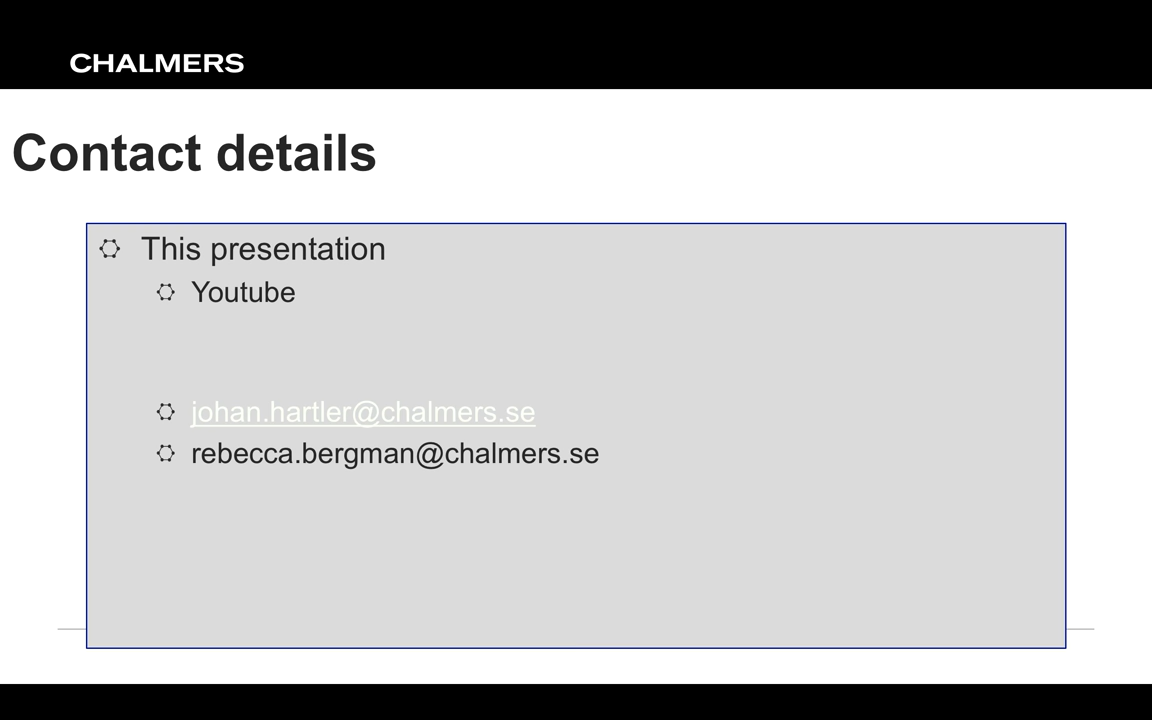 CHALMERS
Contact details
This presentation
Youtube
johan.hartler@chalmers.se
rebecca.bergman@chalmers.se